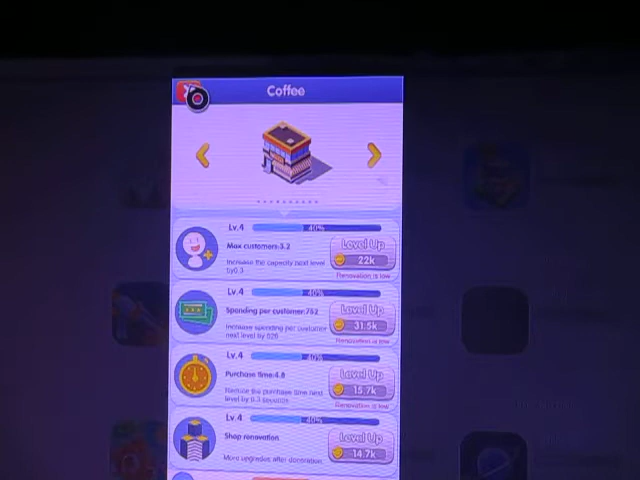 Coffee
Lv.4
40%
Max customers:3.2
Increase the capacity next level
by0.3
Level Up
22k
Renovation is low
Lv.4
40%
Spending per customer:752
Increase spending per customer
next level by 526
Level Up
31.5k
Renovation is low
Lv.4
40%
Purchase time:4.8
Reduce the purchase time next
level by 0.3 seconds
Level Up
15.7k
Renovation is low
Lv.4
40%
Shop renovation
More upgrades after decoration.
Level Up
14.7k